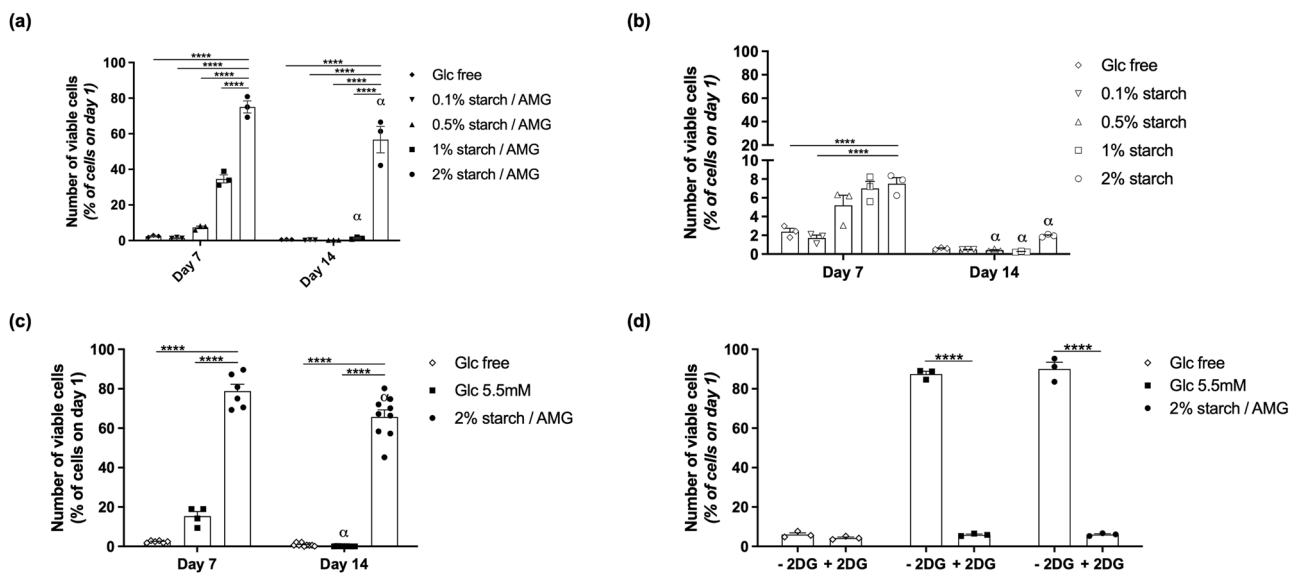 (a)
Number of viable cells
(% of cells on day 1)
100
80
60
40
20
0
**** 
****
****
****
****
****
****
****
α
α
Day 7
Day 14
Glc free
0.1% starch / AMG
0.5% starch / AMG
1% starch / AMG
2% starch / AMG
(b)
Number of viable cells
(% of cells on day 1)
100
80
60
40
20
10
8
6
4
2
0
****
****
α
α
α
Day 7
Day 14
Glc free
0.1% starch
0.5% starch
1% starch
2% starch
(c)
Number of viable cells
(% of cells on day 1)
100
80
60
40
20
0
****
****
****
****
α
α
Day 7
Day 14
Glc free
Glc 5.5mM
2% starch / AMG
(d)
Number of viable cells
(% of cells on day 1)
100
80
60
40
20
0
****
****
- 2DG + 2DG
- 2DG + 2DG
- 2DG + 2DG
Glc free
Glc 5.5mM
2% starch / AMG